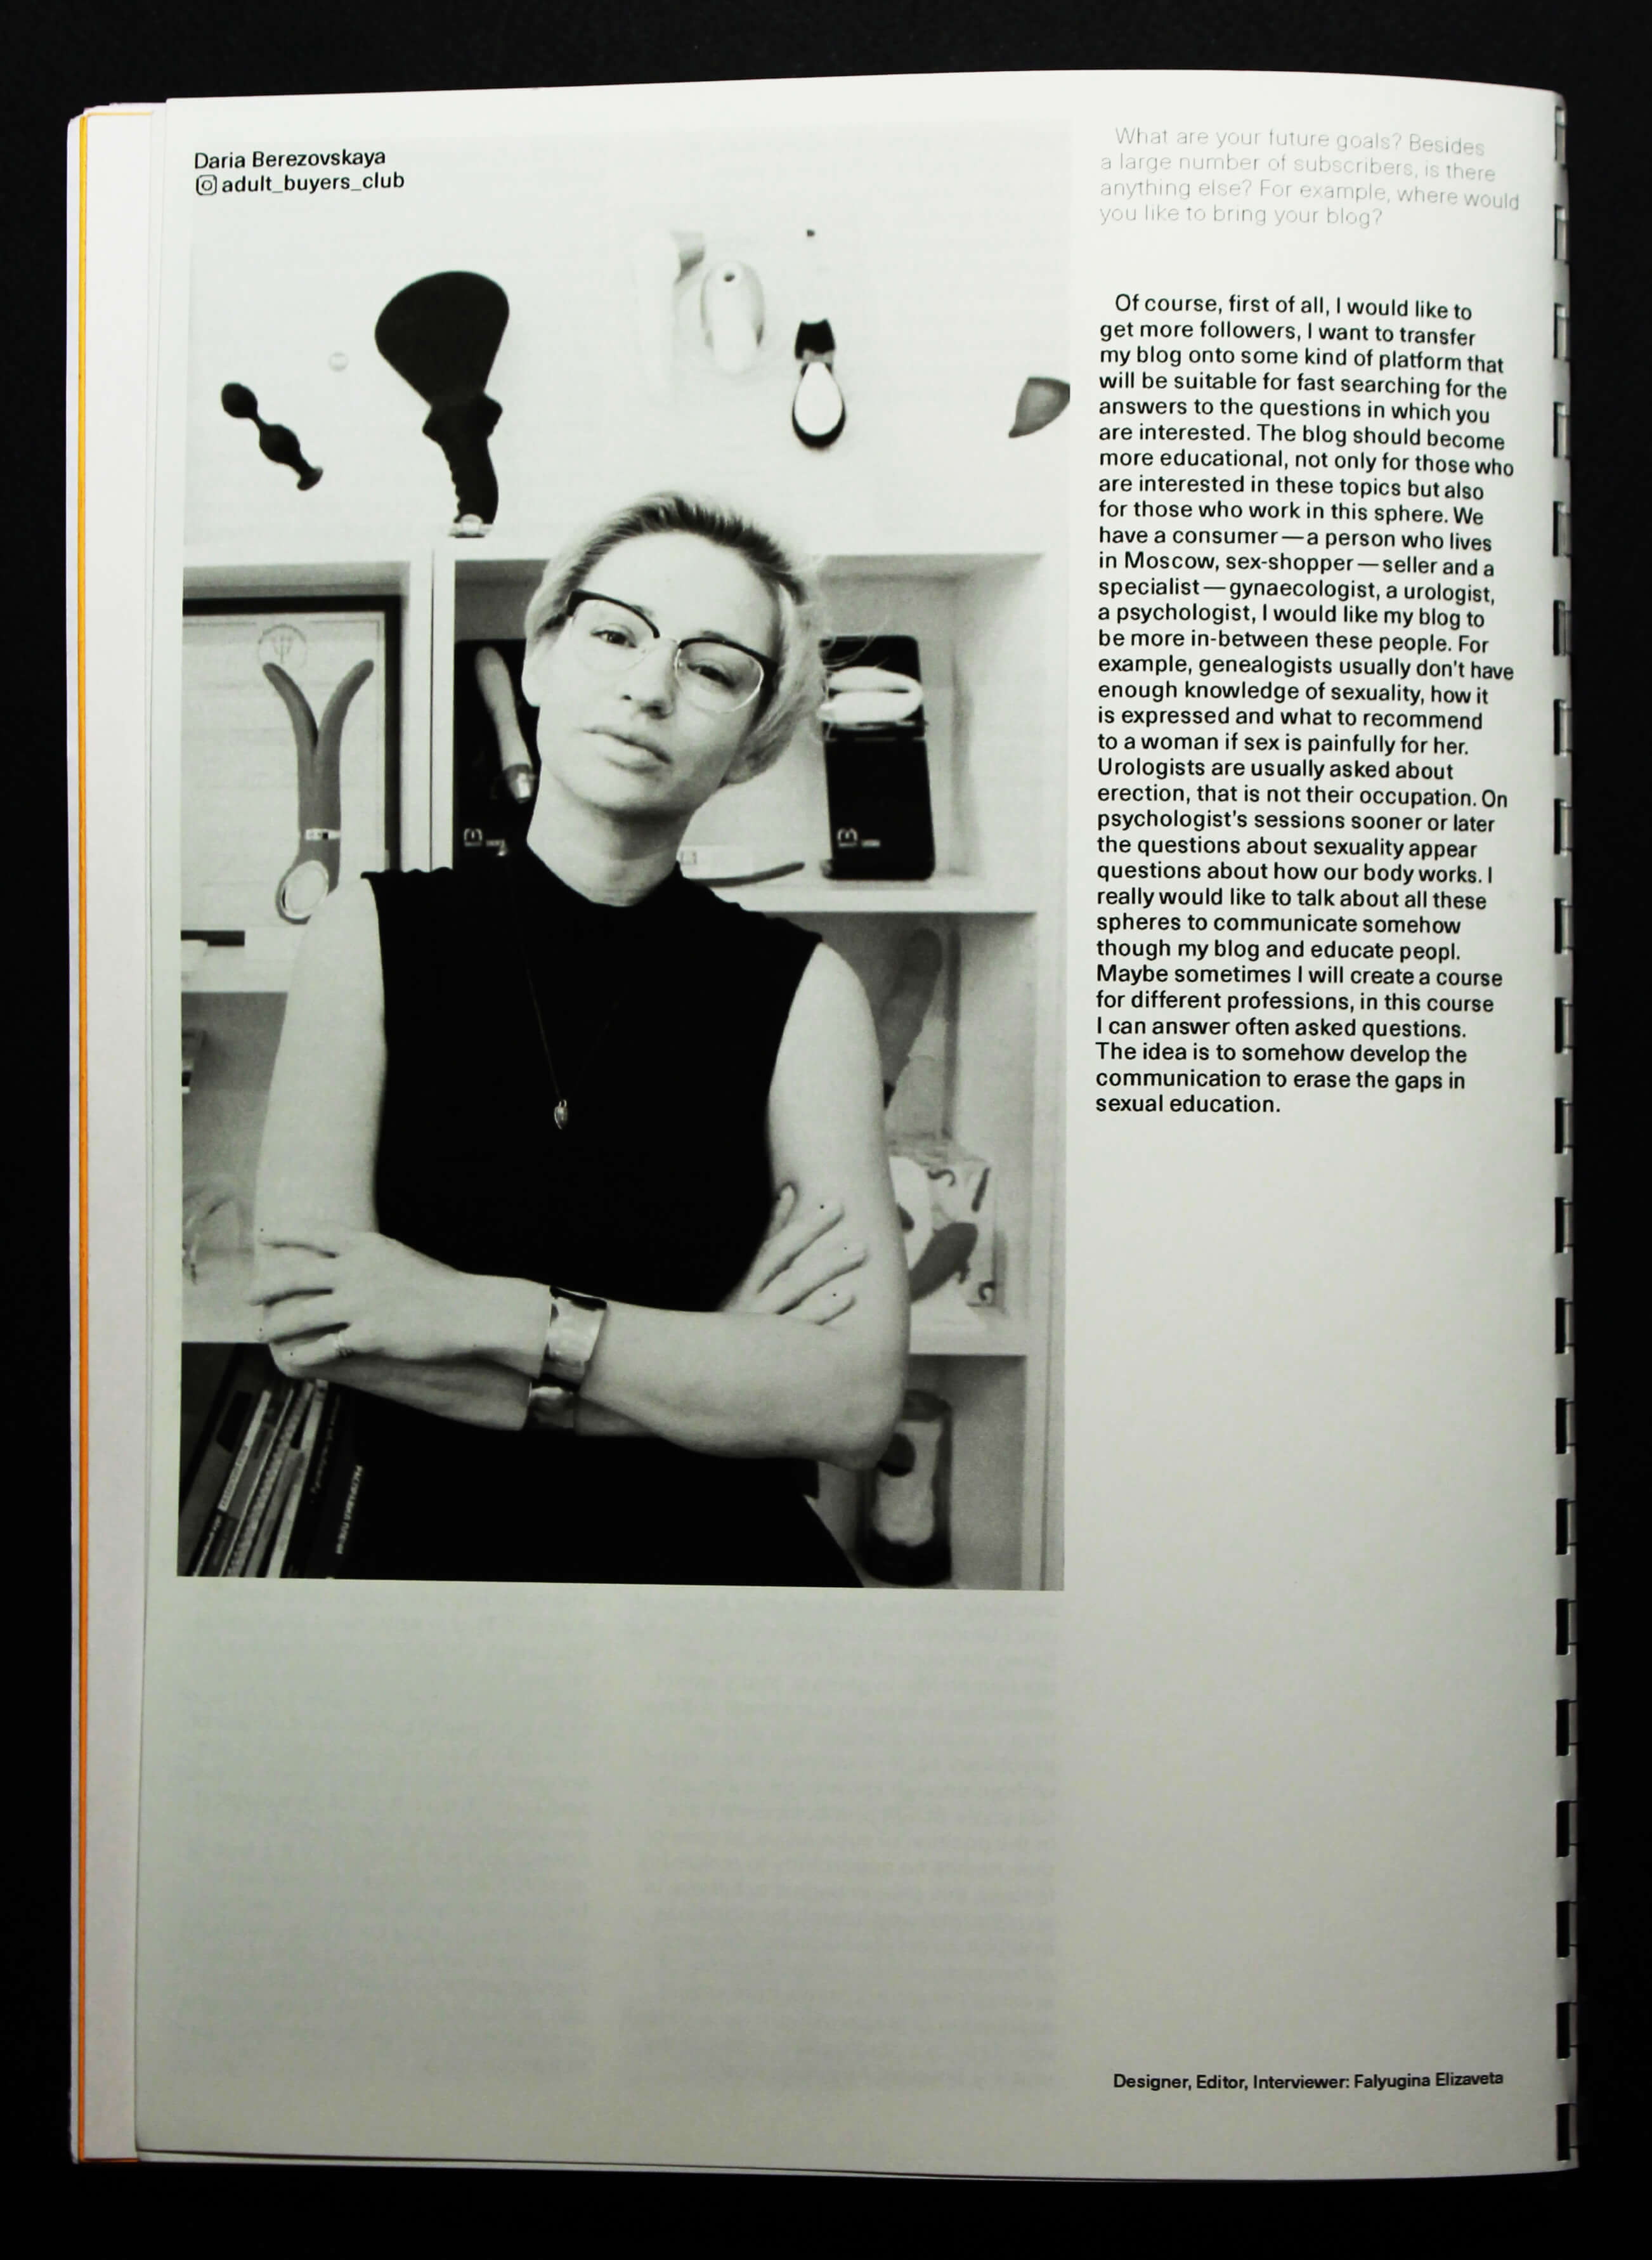 Daria Berezovskaya
adult_buyers_club
What are your future goals? Besides
a large number of subscribers, is there
anything else? For example, where would
you like to bring your blog?
Of course, first of all, I would like to
get more followers, I want to transfer
my blog onto some kind of platform that
will be suitable for fast searching for the
answers to the questions in which you
are interested. The blog should become
more educational, not only for those who
are interested in these topics but also
for those who work in this sphere. We
have a consumer — a person who lives
in Moscow, sex-shopper — seller and a
specialist — gynaecologist, a urologist,
a psychologist, I would like my blog to
be more in-between these people. For
example, genealogists usually don't have
enough knowledge of sexuality, how it
is expressed and what to recommend
to a woman if sex is painfully for her.
Urologists are usually asked about
erection, that is not their occupation. On
psychologist's sessions sooner or later
the questions about sexuality appear
questions about how our body works. I
really would like to talk about all these
spheres to communicate somehow
though my blog and educate peopl.
Maybe sometimes I will create a course
for different professions, in this course
I can answer often asked questions.
The idea is to somehow develop the
communication to erase the gaps in
sexual education.
Designer, Editor, Interviewer: Falyugina Elizaveta